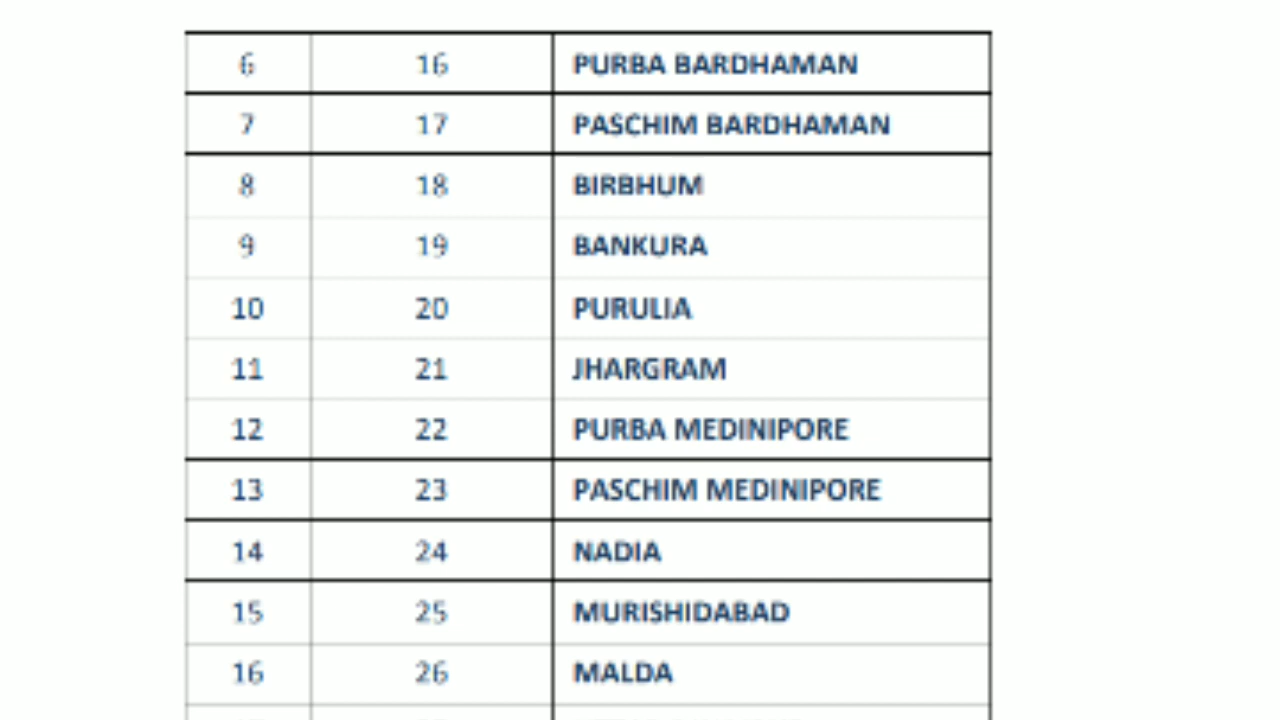 6 16 PURBA BARDHAMAN
7 17 PASCHIM BARDHAMAN
8 18 BIRBHUM
9 19 BANKURA
10 20 PURULIA
11 21 JHARGRAM
12 22 PURBA MEDINIPORE
13 23 PASCHIM MEDINIPORE
14 24 NADIA
15 25 MURISHIDABAD
16 26 MALDA